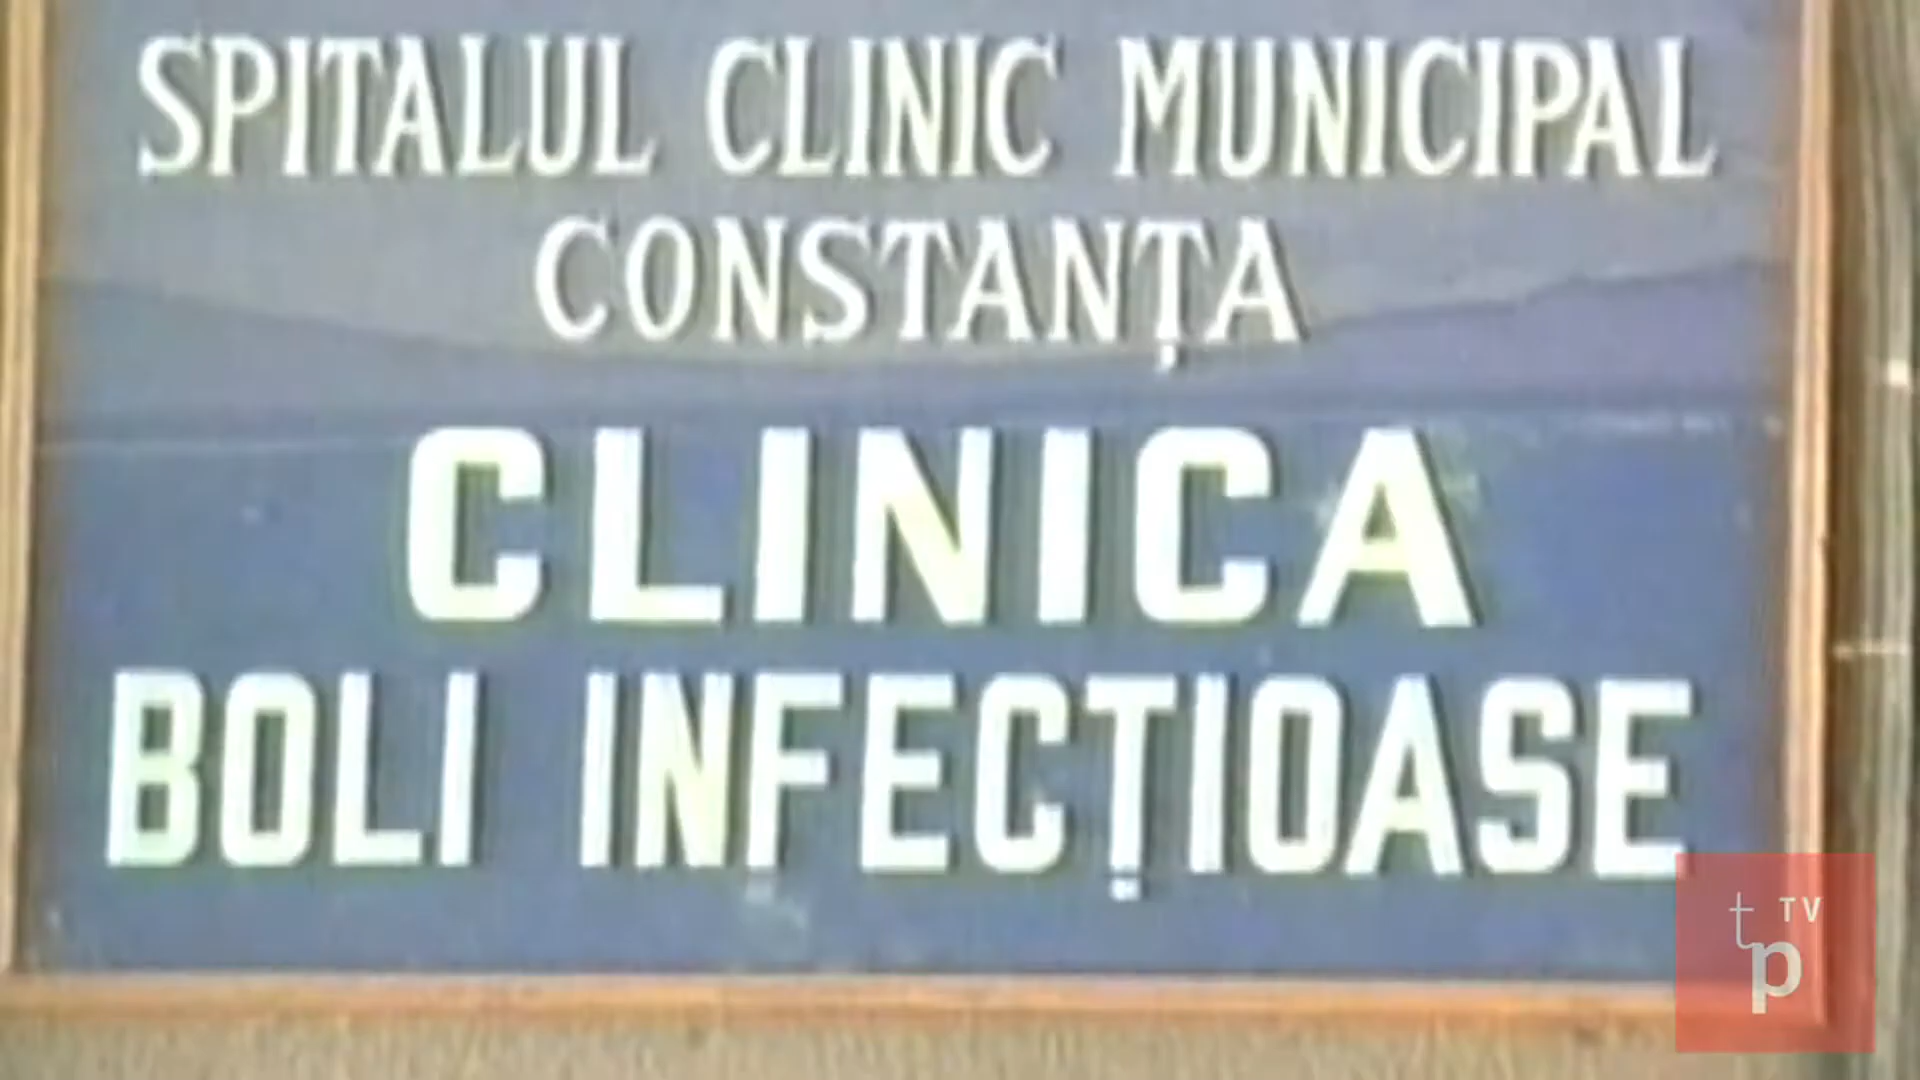 SPITALUL CLINIC MUNICIPAL
CONSTANȚA
CLINICA
BOLI INFECȚIOASE
tp TV